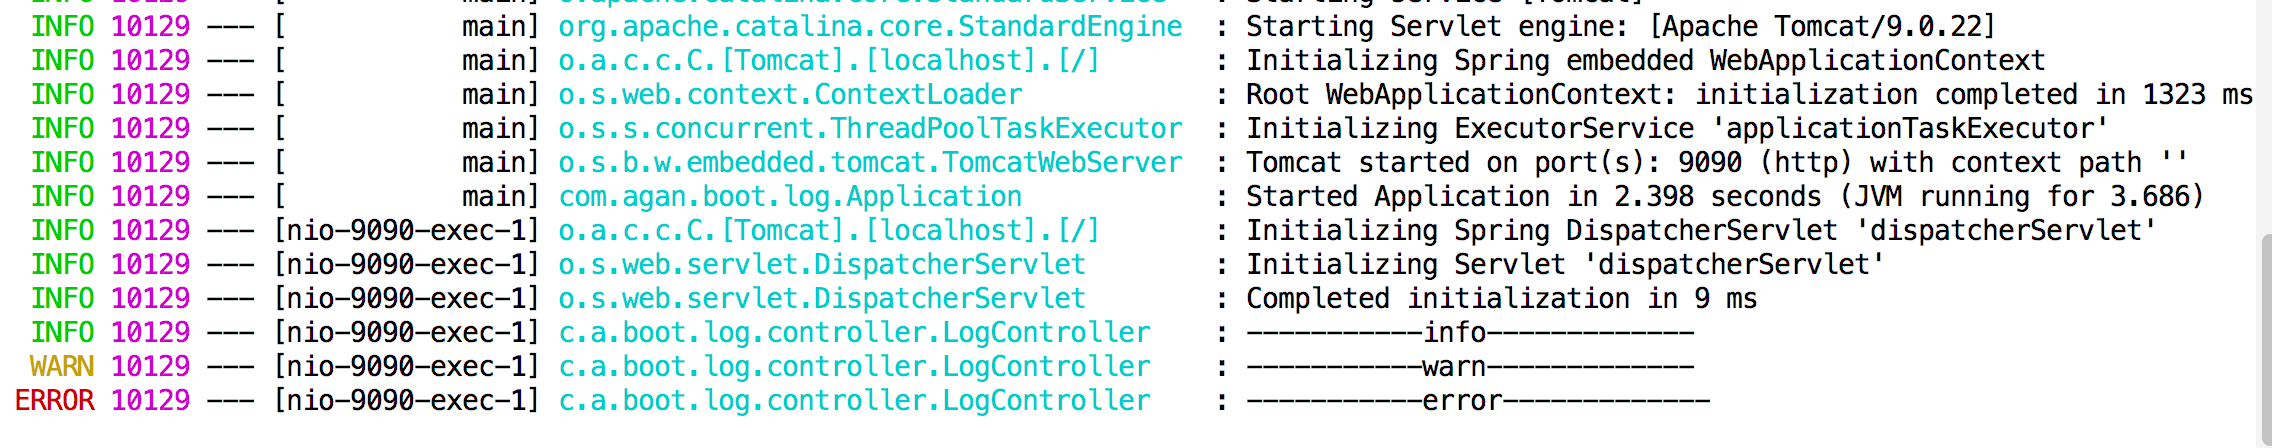 INFO 10129 --- [           main] org.apache.catalina.core.StandardEngine  : Starting Servlet engine: [Apache Tomcat/9.0.22]
INFO 10129 --- [           main] o.a.c.c.C.[Tomcat].[localhost].[/]       : Initializing Spring embedded WebApplicationContext
INFO 10129 --- [           main] o.s.web.context.ContextLoader            : Root WebApplicationContext: initialization completed in 1323 ms
INFO 10129 --- [           main] o.s.s.concurrent.ThreadPoolTaskExecutor  : Initializing ExecutorService 'applicationTaskExecutor'
INFO 10129 --- [           main] o.s.b.w.embedded.tomcat.TomcatWebServer  : Tomcat started on port(s): 9090 (http) with context path ''
INFO 10129 --- [           main] com.agan.boot.log.Application            : Started Application in 2.398 seconds (JVM running for 3.686)
INFO 10129 --- [nio-9090-exec-1] o.a.c.c.C.[Tomcat].[localhost].[/]       : Initializing Spring DispatcherServlet 'dispatcherServlet'
INFO 10129 --- [nio-9090-exec-1] o.s.web.servlet.DispatcherServlet        : Initializing Servlet 'dispatcherServlet'
INFO 10129 --- [nio-9090-exec-1] o.s.web.servlet.DispatcherServlet        : Completed initialization in 9 ms
INFO 10129 --- [nio-9090-exec-1] c.a.boot.log.controller.LogController    : -----------info-------------
WARN 10129 --- [nio-9090-exec-1] c.a.boot.log.controller.LogController    : -----------warn-------------
ERROR 10129 --- [nio-9090-exec-1] c.a.boot.log.controller.LogController    : -----------error-------------